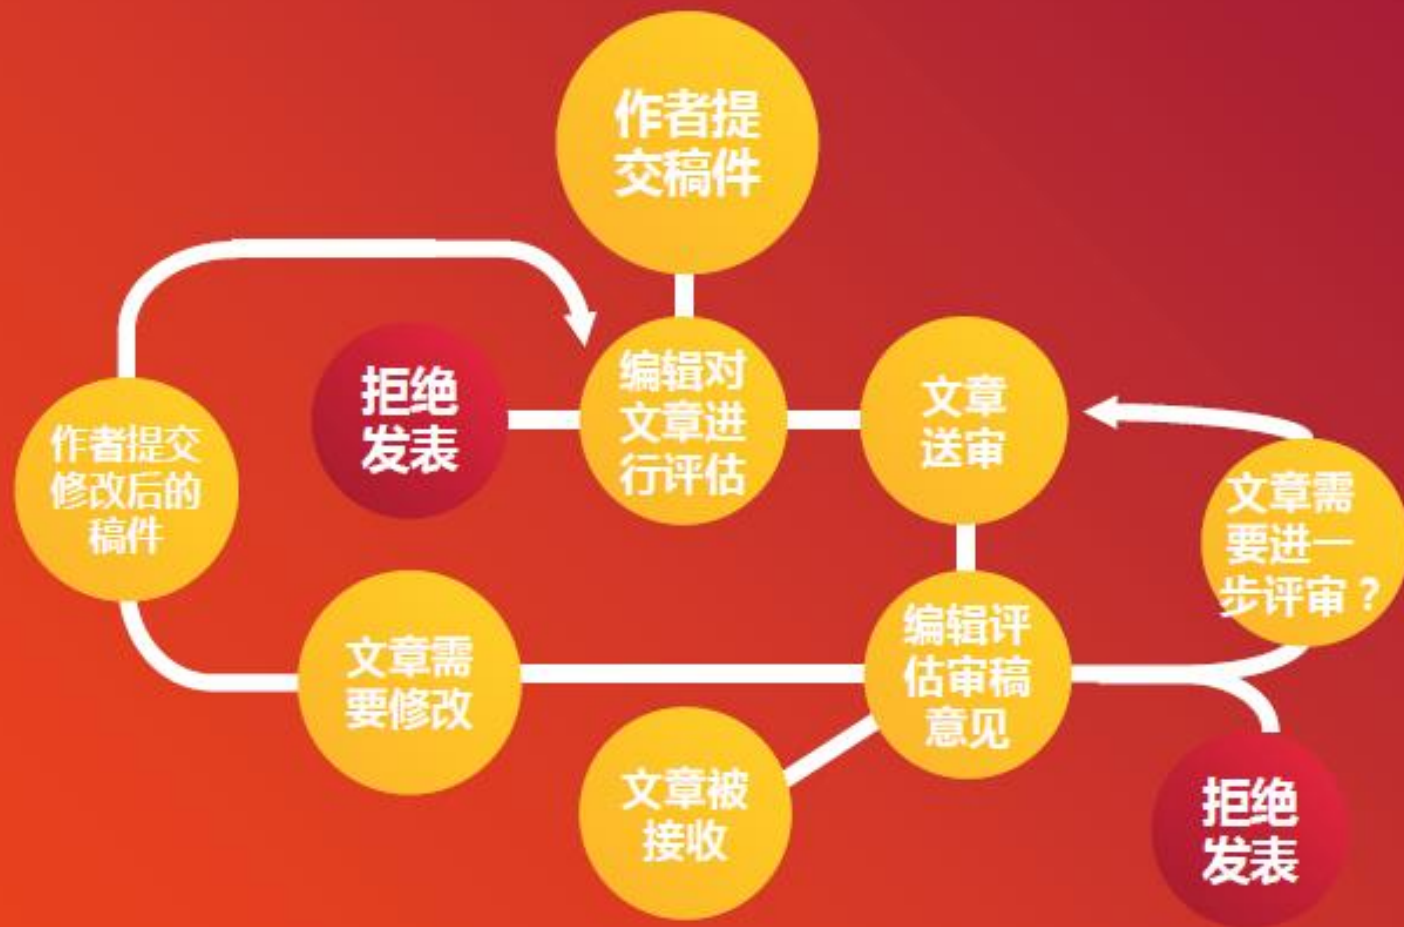 作者提
交稿件
拒绝
发表
编辑对
文章进
行评估
文章
送审
作者提交
修改后的
稿件
文章需
要进一
步评审？
文章需
要修改
编辑评
估审稿
意见
文章被
接收
拒绝
发表